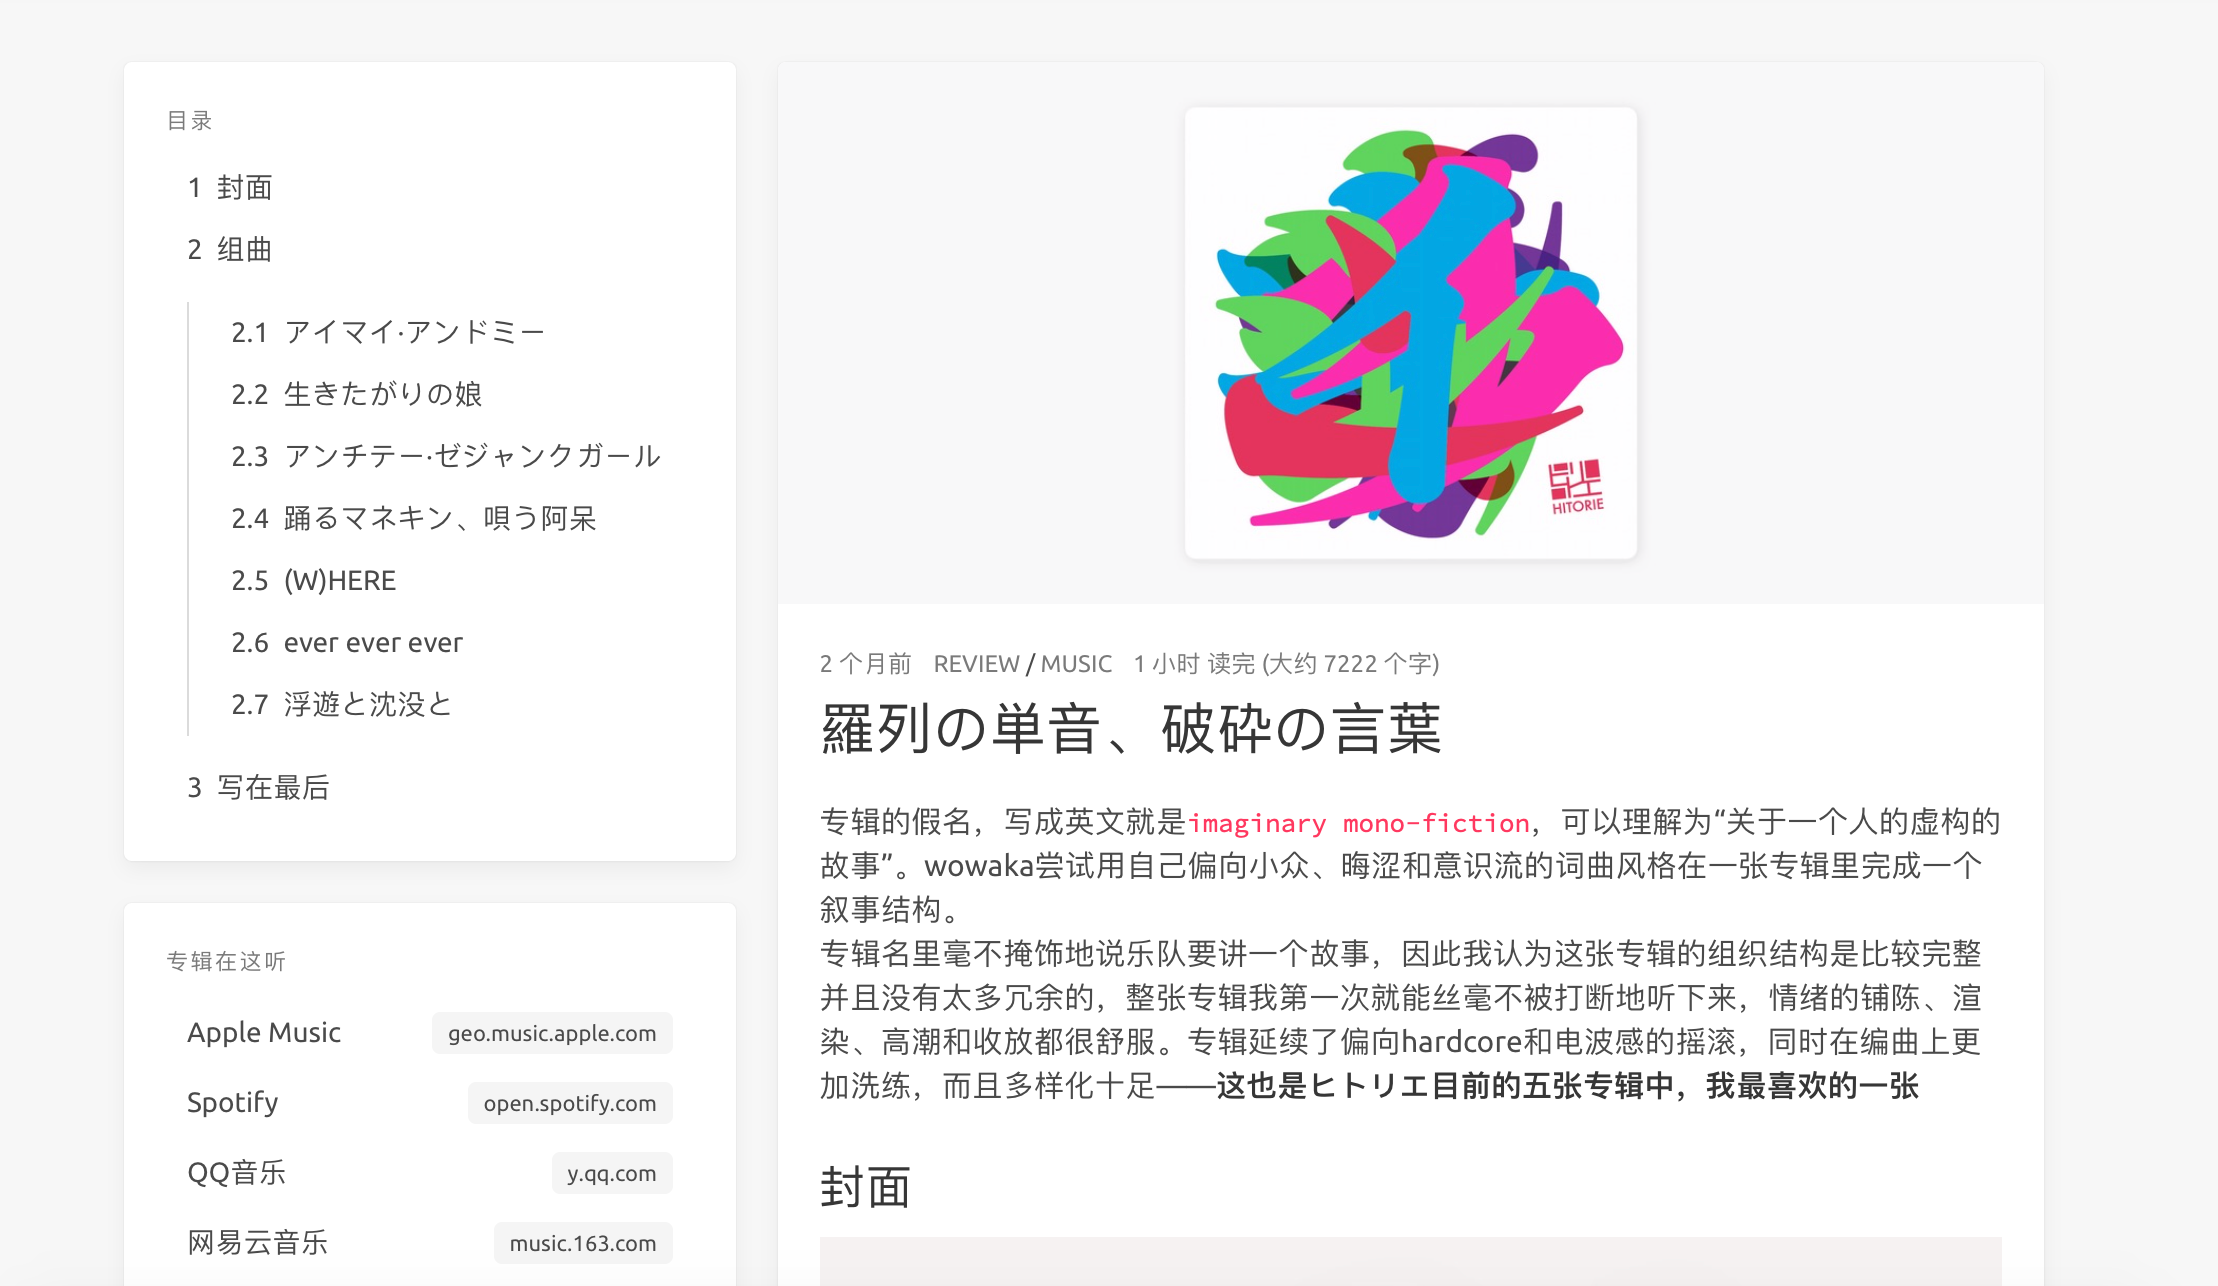 目录
1 封面
2 组曲
2.1 アイマイ·アンドミー
2.2 生きたがりの娘
2.3 アンチテー·ゼジャンクガール
2.4 踊るマネキン、唄う阿呆
2.5 (W)HERE
2.6 ever ever ever
2.7 浮遊と沈没と
3 写在最后
专辑在这听
Apple Music geo.music.apple.com
Spotify open.spotify.com
QQ音乐 y.qq.com
网易云音乐 music.163.com
イ
HITORIE
2 个月前 REVIEW / MUSIC 1 小时 读完 (大约 7222 个字)
羅列の単音、破砕の言葉
专辑的假名，写成英文就是imaginary mono-fiction，可以理解为“关于一个人的虚构的
故事”。wowaka尝试用自己偏向小众、晦涩和意识流的词曲风格在一张专辑里完成一个
叙事结构。
专辑名里毫不掩饰地说乐队要讲一个故事，因此我认为这张专辑的组织结构是比较完整
并且没有太多冗余的，整张专辑我第一次就能丝毫不被打断地听下来，情绪的铺陈、渲
染、高潮和收放都很舒服。专辑延续了偏向hardcore和电波感的摇滚，同时在编曲上更
加洗练，而且多样化十足——这也是ヒトリエ目前的五张专辑中，我最喜欢的一张
封面